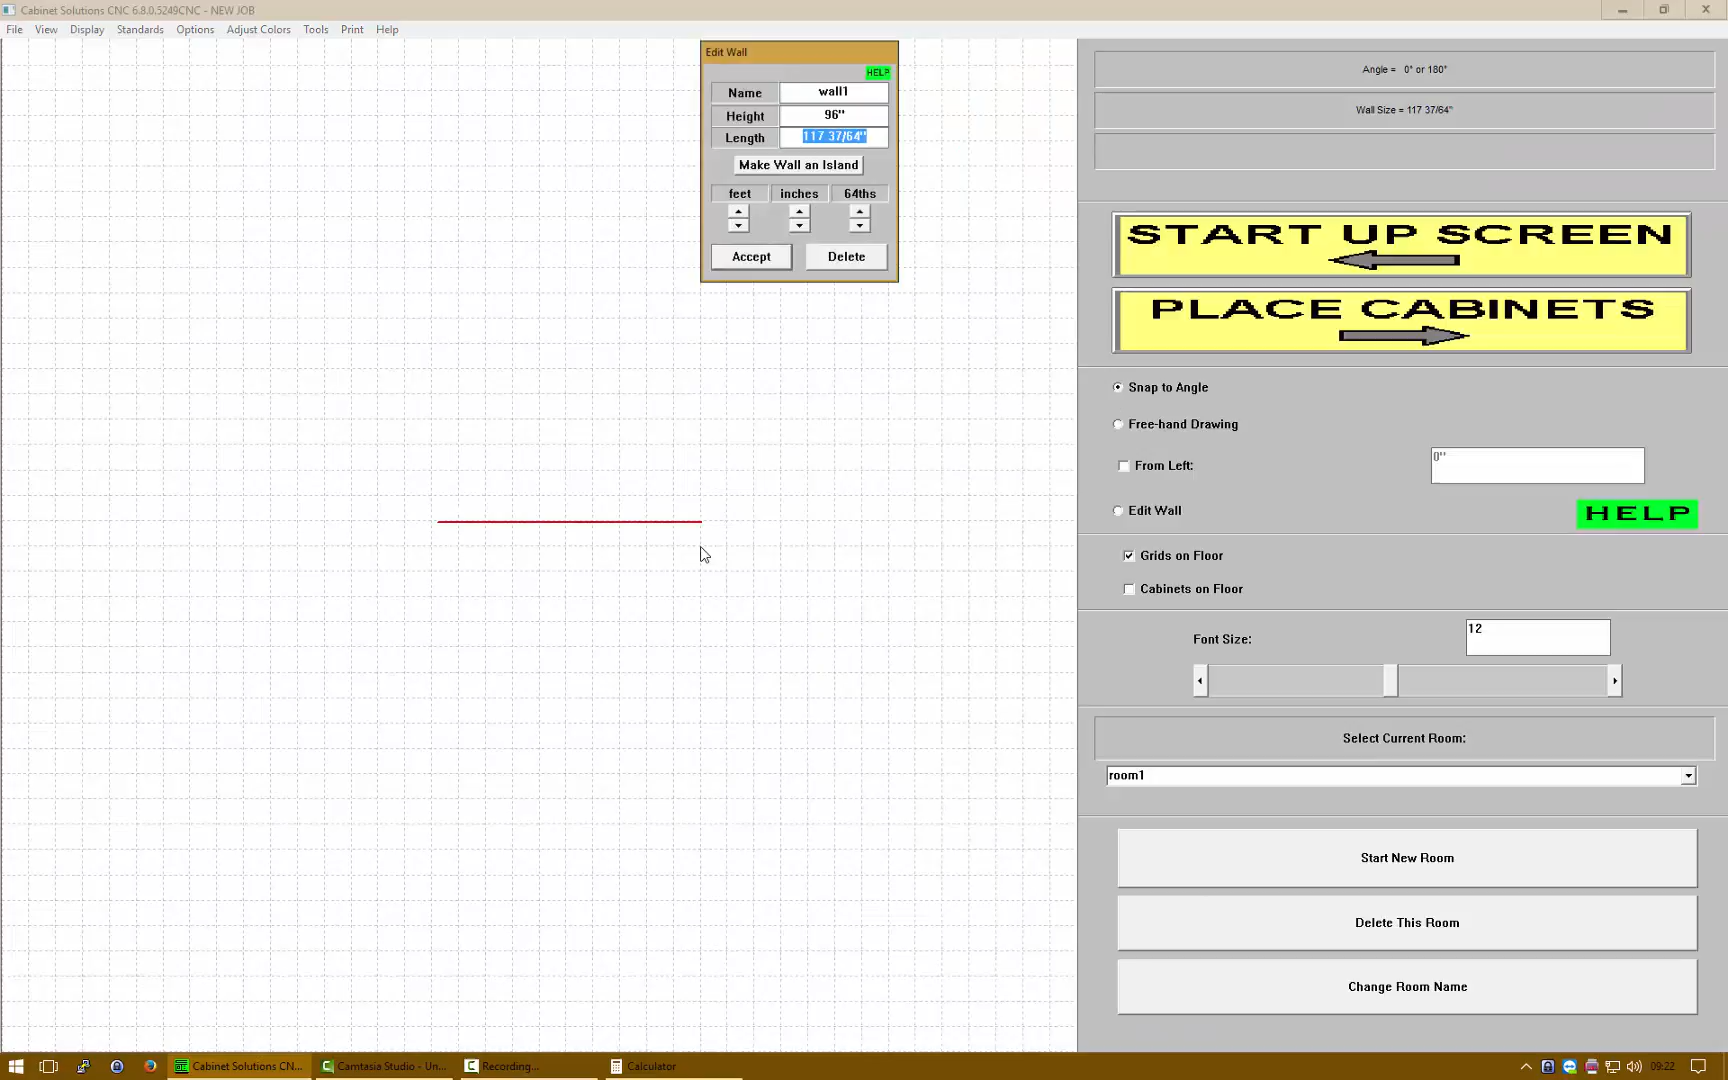 Cabinet Solutions CNC 6.8.0.5249CNC - NEW JOB
File View Display Standards Options Adjust Colors Tools Print Help
Edit Wall
HELP
Name wall1
Height 96"
Length 117 37/64"
Make Wall an Island
feet inches 64ths
Accept Delete
Angle = 0° or 180°
Wall Size = 117 37/64"
START UP SCREEN
PLACE CABINETS
Snap to Angle
Free-hand Drawing
From Left: 0"
Edit Wall
HELP
Grids on Floor
Cabinets on Floor
Font Size: 12
Select Current Room:
room1
Start New Room
Delete This Room
Change Room Name
Cabinet Solutions CN... Camtasia Studio - Un... Recording... Calculator 09:22